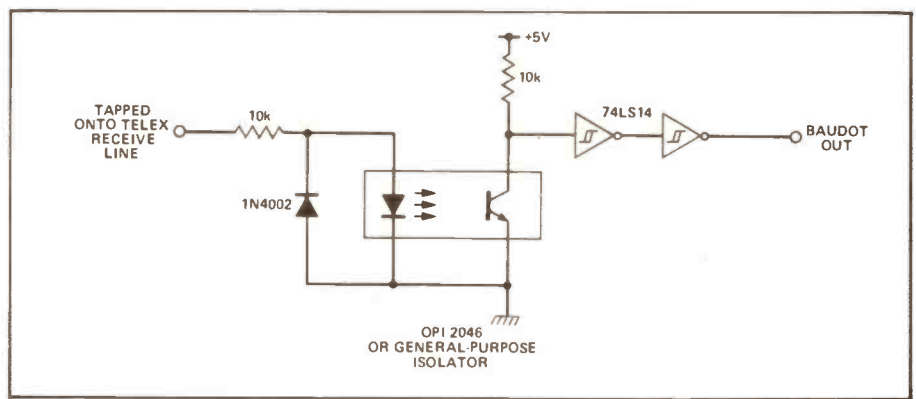 +5V
10k
74LS14
TAPPED
ONTO TELEX
RECEIVE
LINE
10k
BAUDOT
OUT
1N4002
OPI 2046
OR GENERAL-PURPOSE
ISOLATOR